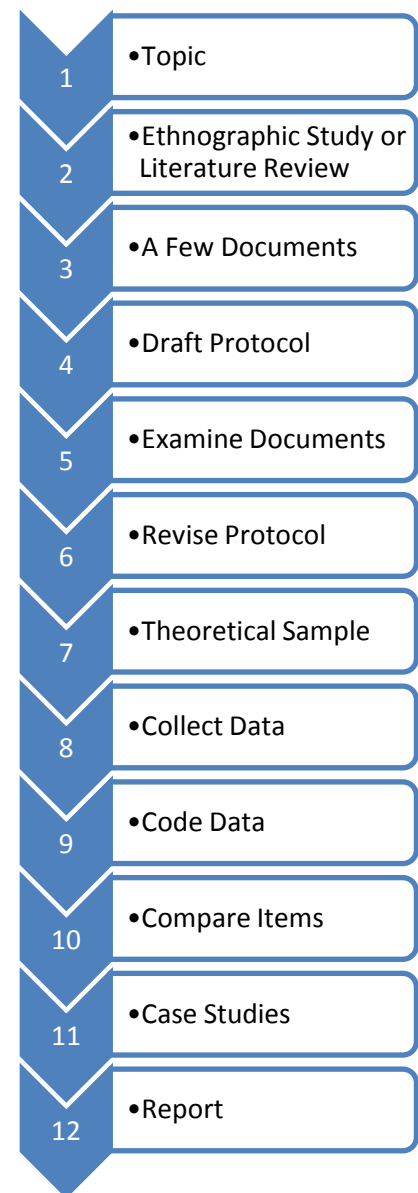 1
•Topic
2
•Ethnographic Study or
Literature Review
3
•A Few Documents
4
•Draft Protocol
5
•Examine Documents
6
•Revise Protocol
7
•Theoretical Sample
8
•Collect Data
9
•Code Data
10
•Compare Items
11
•Case Studies
12
•Report